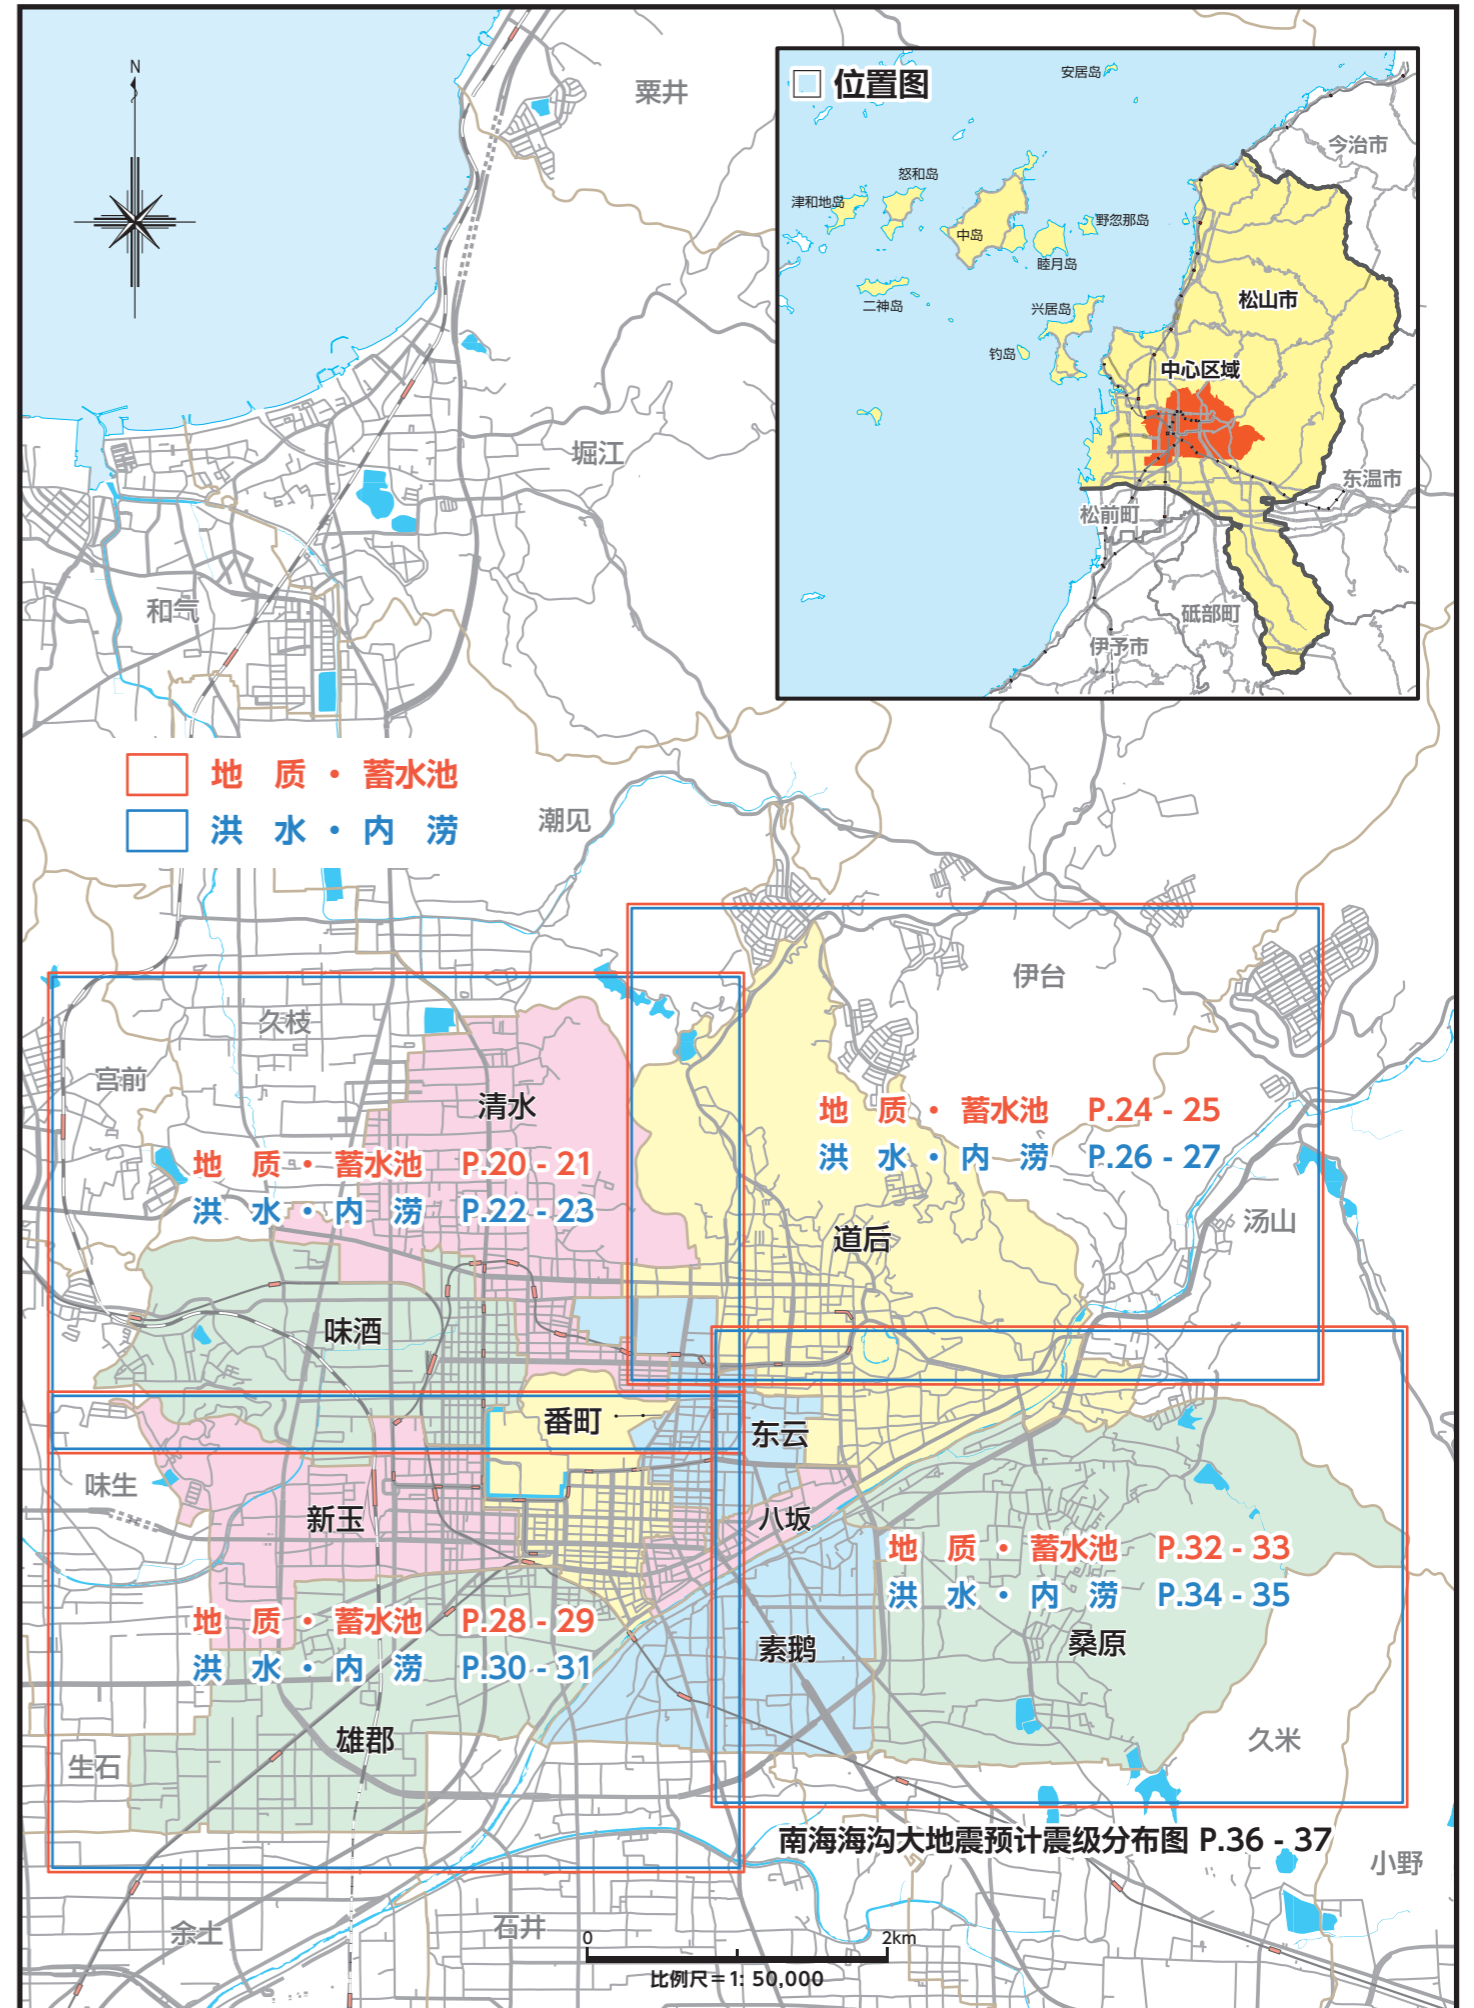 N
粟井
□ 位置图
安居岛
今治市
怒和岛
津和地岛
野忽那岛
中岛
睦月岛
二神岛
兴居岛
松山市
钓岛
中心区域
东温市
松前町
砥部町
伊予市
堀江
和气
地 质・蓄水池
洪 水・内 涝
潮见
伊台
久枝
宫前
清水
地 质・蓄水池 P.24 - 25
洪 水・内 涝 P.26 - 27
地 质・蓄水池 P.20 - 21
洪 水・内 涝 P.22 - 23
汤山
道后
味酒
番町
东云
味生
新玉
八坂
地 质・蓄水池 P.32 - 33
洪 水・内 涝 P.34 - 35
地 质・蓄水池 P.28 - 29
洪 水・内 涝 P.30 - 31
素鹅
桑原
雄郡
久米
生石
南海海沟大地震预计震级分布图 P.36 - 37
小野
余土
石井
0 2km
比例尺＝1: 50,000